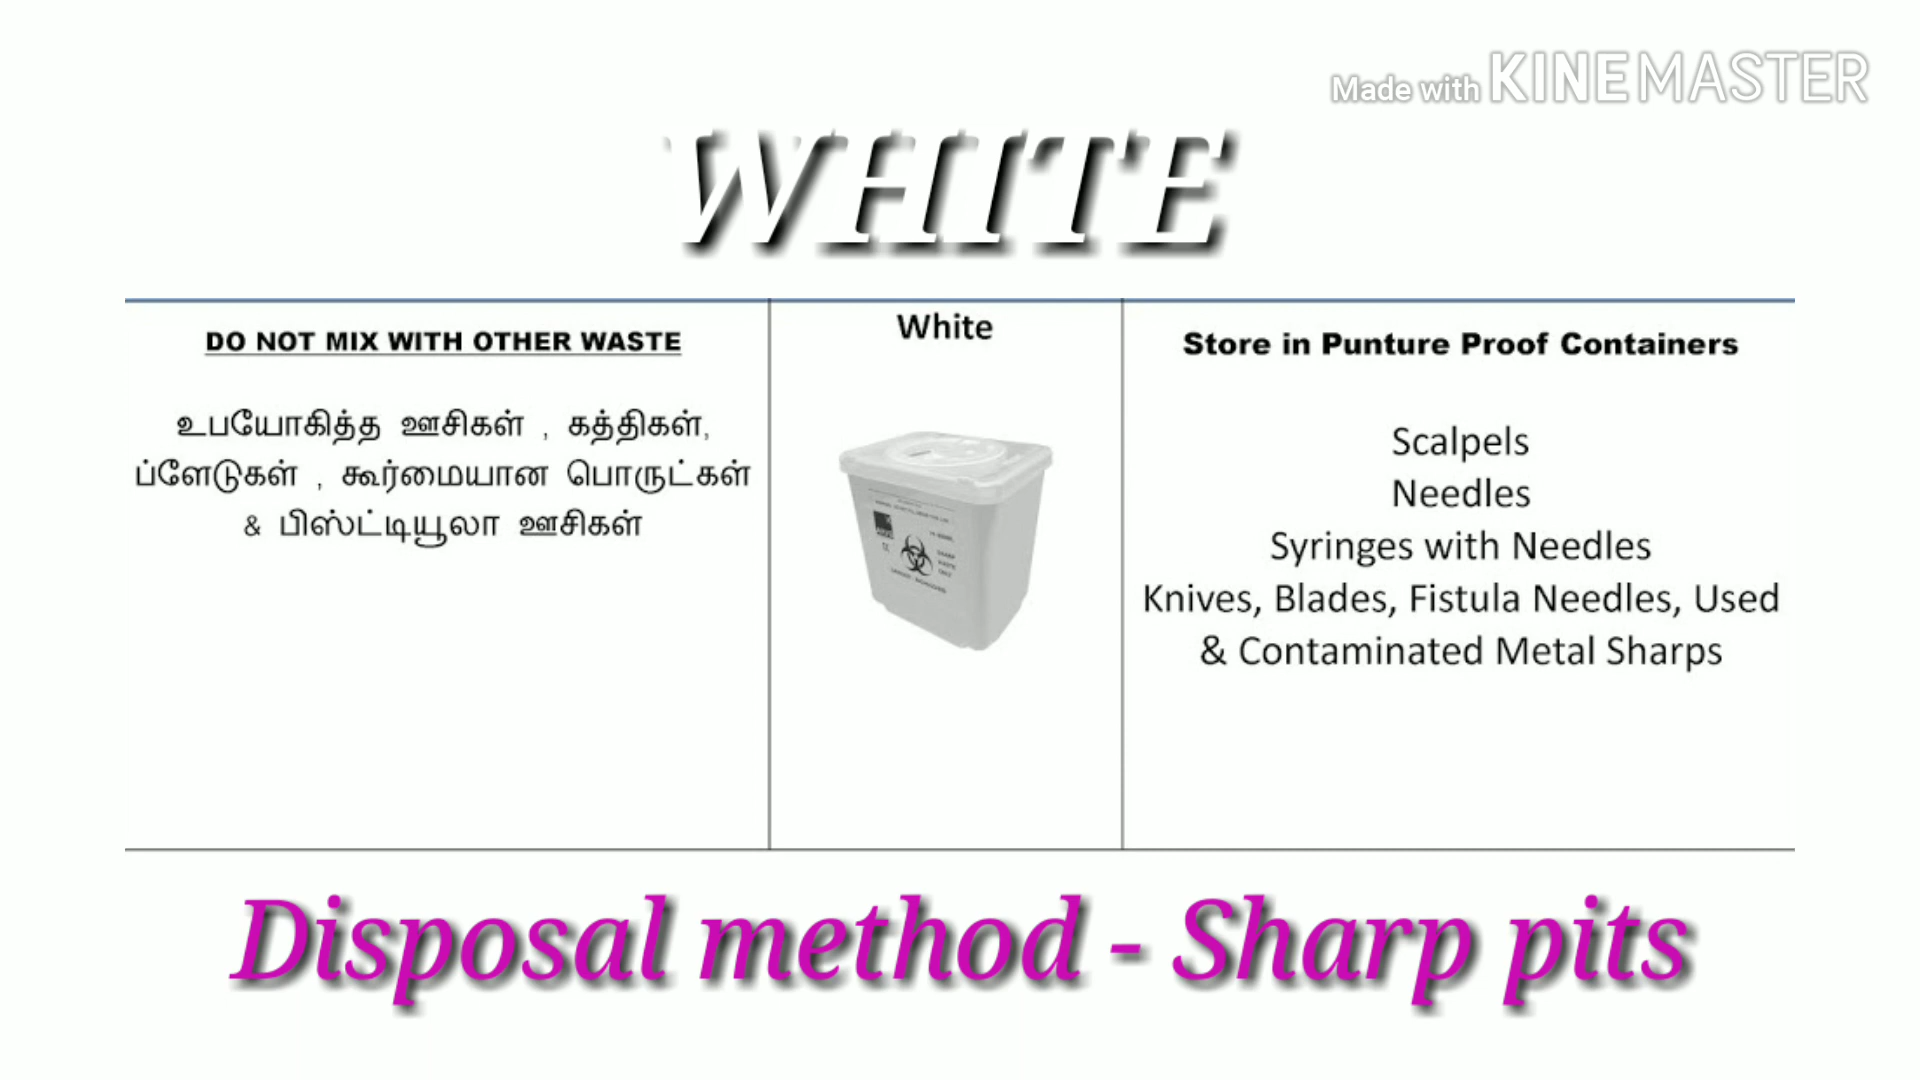 Made with KINEMASTER
WHITE
DO NOT MIX WITH OTHER WASTE
உபயோகித்த ஊசிகள் , கத்திகள்,
ப்ளேடுகள் , கூர்மையான பொருட்கள்
& பிஸ்ட்டியூலா ஊசிகள்
White
Store in Punture Proof Containers
Scalpels
Needles
Syringes with Needles
Knives, Blades, Fistula Needles, Used
& Contaminated Metal Sharps
Disposal method - Sharp pits